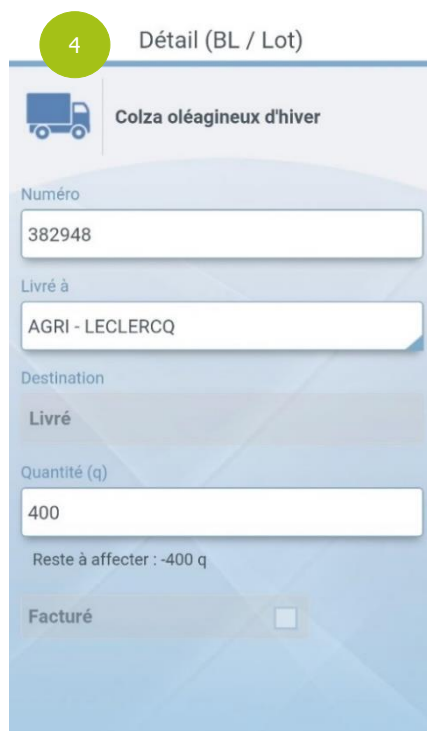 4
Détail (BL / Lot)
Colza oléagineux d'hiver
Numéro
382948
Livré à
AGRI - LECLERCQ
Destination
Livré
Quantité (q)
400
Reste à affecter : -400 q
Facturé